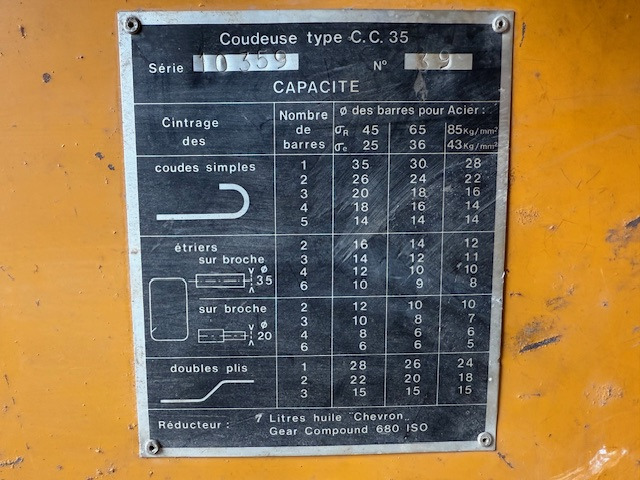 Coudeuse type C.C. 35
Série 10359 N° 39
CAPACITE
Cintrage des
Nombre de barres
Ø des barres pour Acier :
σR 45 65 85 Kg/mm²
σe 25 36 43 Kg/mm²
coudes simples
1 35 30 28
2 26 24 22
3 20 18 16
4 18 16 14
5 14 14 14
étriers
sur broche Ø 35
2 16 14 12
3 14 12 11
4 12 10 10
6 10 9 8
sur broche Ø 20
2 12 10 10
3 10 8 7
4 8 6 6
6 6 6 5
doubles plis
1 28 26 24
2 22 20 18
3 15 15 15
Réducteur : 7 Litres huile Chevron
Gear Compound 680 ISO